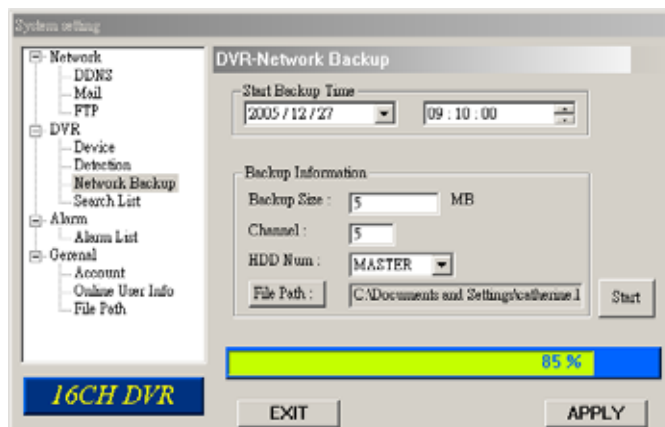 System setting
Network
DDNS
Mail
FTP
DVR
Device
Detection
Network Backup
Search List
Alarm
Alarm List
Gerenal
Account
Online User Info
File Path
16CH DVR
DVR-Network Backup
Start Backup Time
2005 / 12 / 27
09 : 10 : 00
Backup Information
Backup Size : 5 MB
Channel : 5
HDD Num : MASTER
File Path : C:\Documents and Settings\catherine.l
Start
85 %
EXIT APPLY